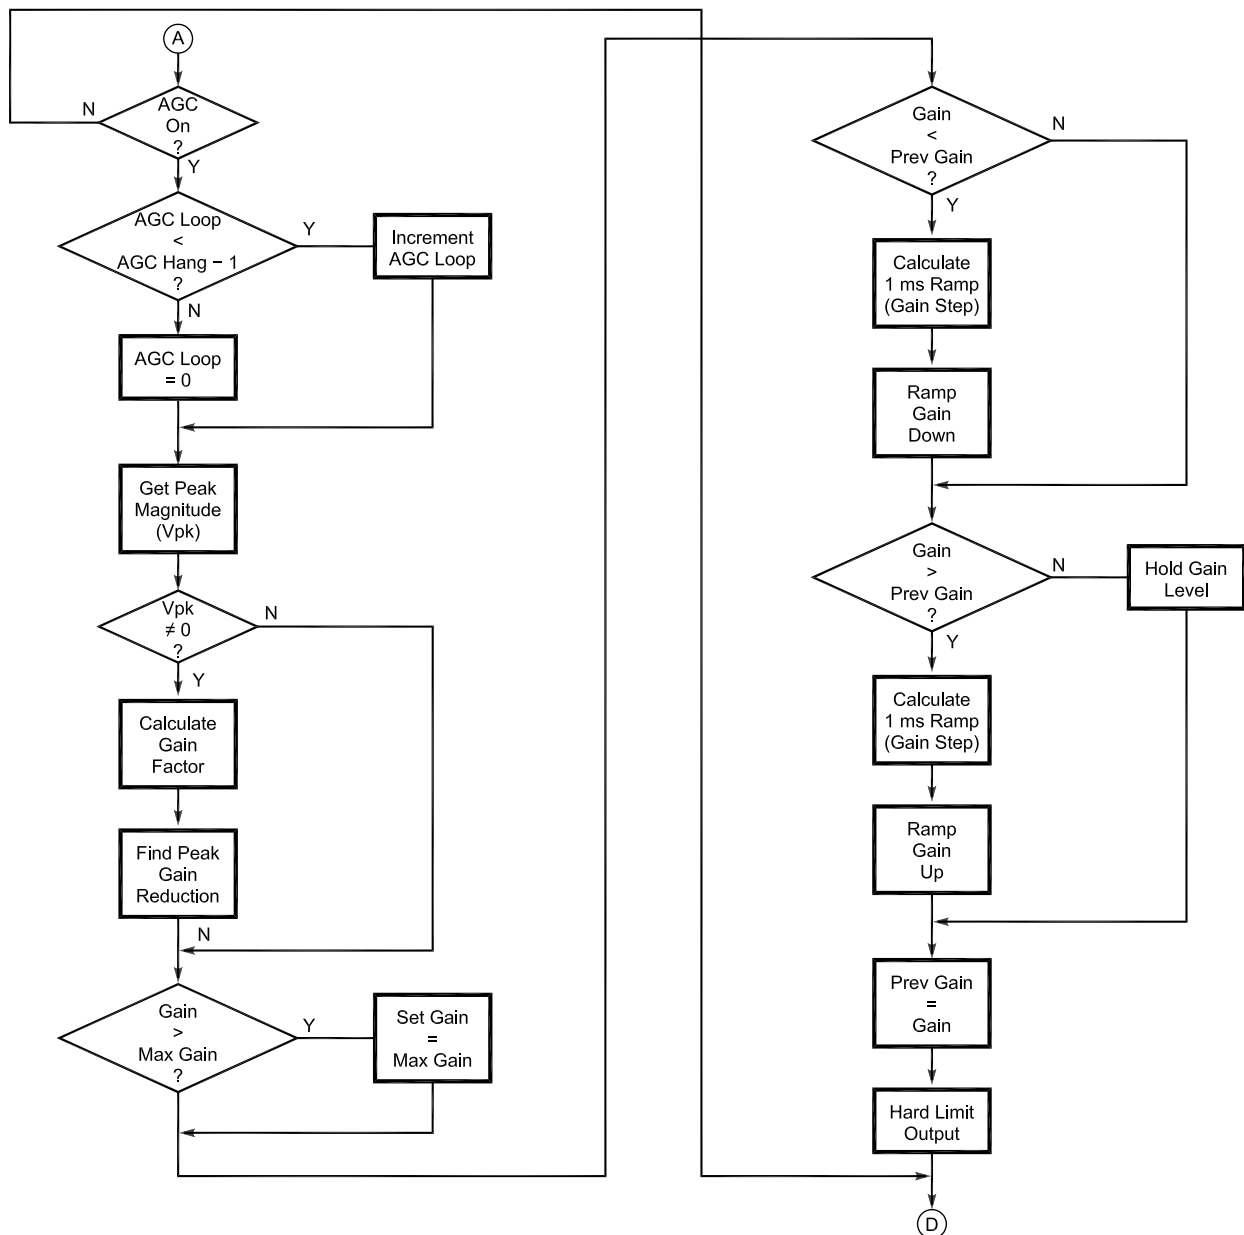 A
AGC
On
?
N
Y
AGC Loop
<
AGC Hang − 1
?
Y
N
Increment
AGC Loop
AGC Loop
= 0
Get Peak
Magnitude
(Vpk)
Vpk
≠ 0
?
N
Y
Calculate
Gain
Factor
Find Peak
Gain
Reduction
N
Gain
>
Max Gain
?
Y
Set Gain
=
Max Gain
Gain
<
Prev Gain
?
N
Y
Calculate
1 ms Ramp
(Gain Step)
Ramp
Gain
Down
Gain
>
Prev Gain
?
N
Y
Hold Gain
Level
Calculate
1 ms Ramp
(Gain Step)
Ramp
Gain
Up
Prev Gain
=
Gain
Hard Limit
Output
D